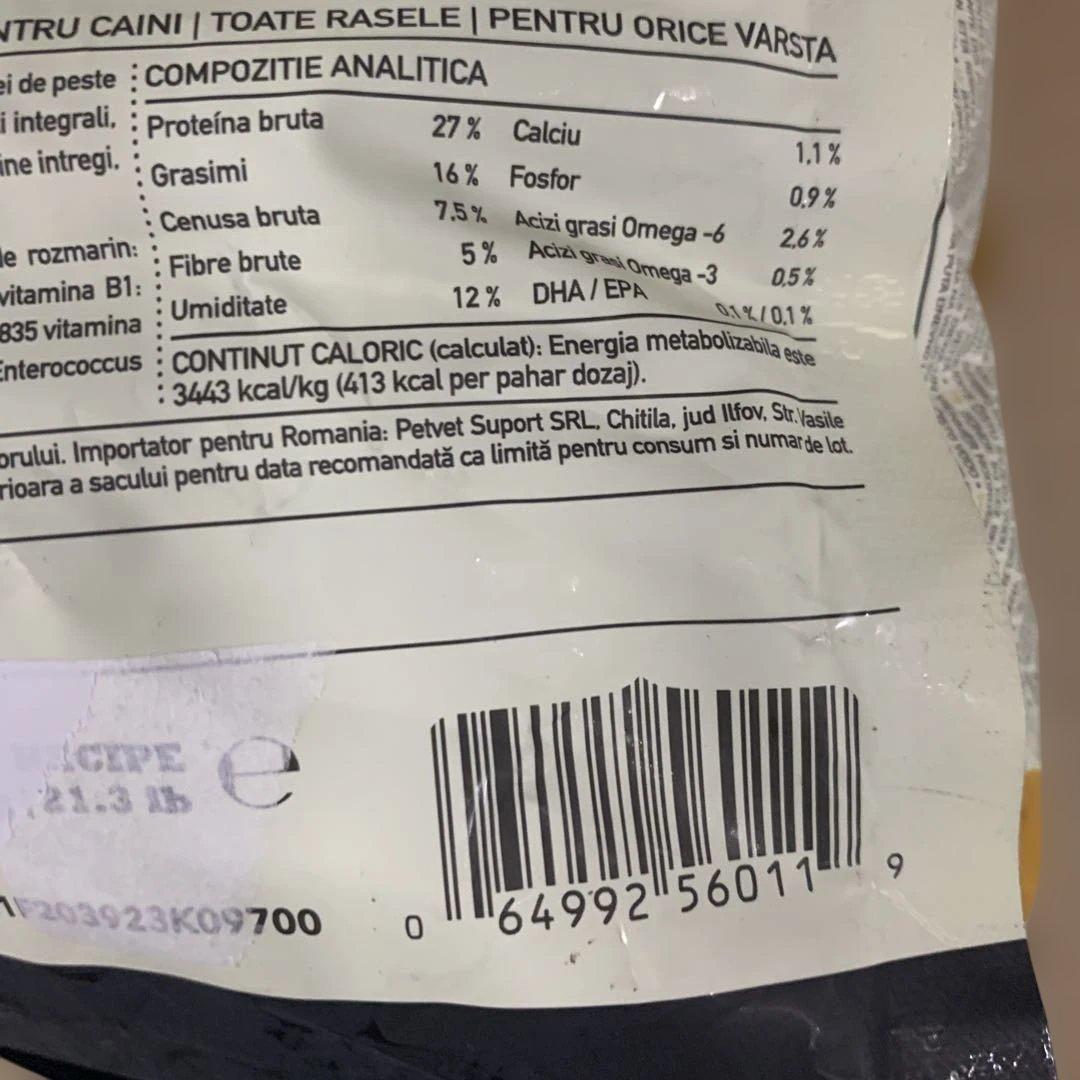 NTRU CAINI | TOATE RASELE | PENTRU ORICE VARSTA
ei de peste
i integrali,
ine intregi.
le rozmarin:
vitamina B1:
835 vitamina
Enterococcus
COMPOZITIE ANALITICA
Proteína bruta 27 % Calciu 1,1 %
Grasimi 16 % Fosfor 0,9 %
Cenusa bruta 7,5 % Acizi grasi Omega -6 2,6 %
Fibre brute 5 % Acizi grasi Omega -3 0,5 %
Umiditate 12 % DHA / EPA 0,1 % / 0,1 %
CONTINUT CALORIC (calculat): Energia metabolizabila este
3443 kcal/kg (413 kcal per pahar dozaj).
orului. Importator pentru Romania: Petvet Suport SRL, Chitila, jud Ilfov, Str. Vasile
rioara a sacului pentru data recomandată ca limită pentru consum si numar de lot.
21.3 lb
e
F203923K09700
0 64992 56011 9